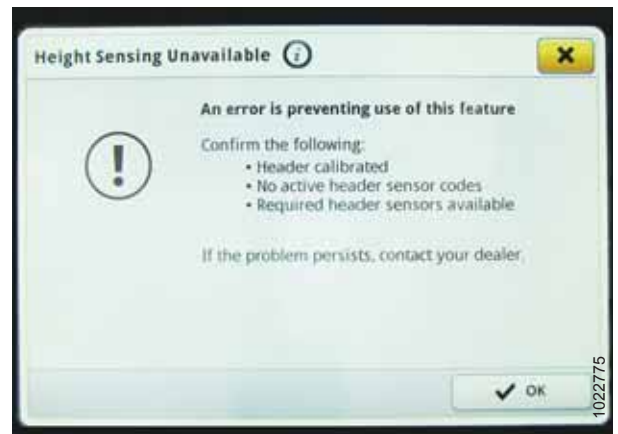 Height Sensing Unavailable
An error is preventing use of this feature
Confirm the following:
• Header calibrated
• No active header sensor codes
• Required header sensors available
If the problem persists, contact your dealer.
OK
1022775